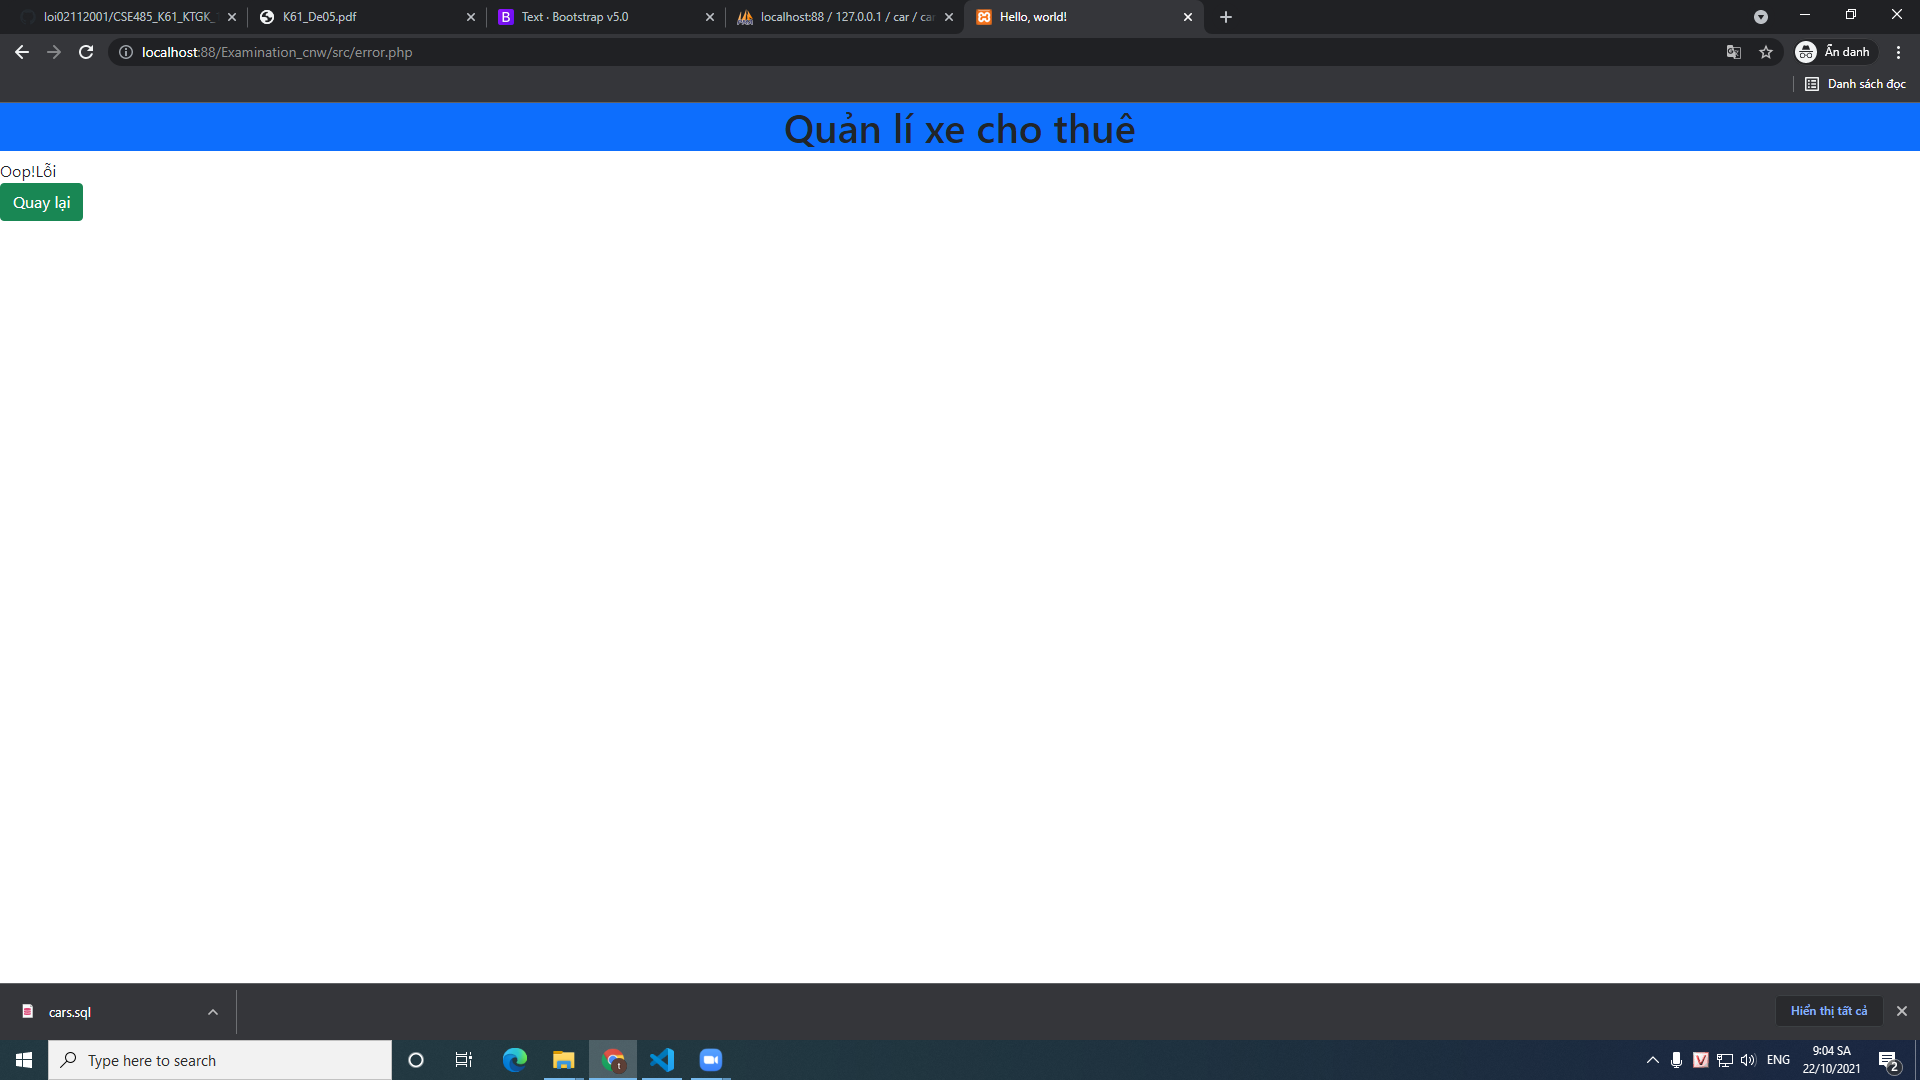 loi02112001/CSE485_K61_KTGK_
K61_De05.pdf
Text · Bootstrap v5.0
localhost:88 / 127.0.0.1 / car / car
Hello, world!
localhost:88/Examination_cnw/src/error.php
Ẩn danh
Danh sách đọc
Quản lí xe cho thuê
Oop!Lỗi
Quay lại
cars.sql
Hiển thị tất cả
Type here to search
ENG
9:04 SA
22/10/2021
2